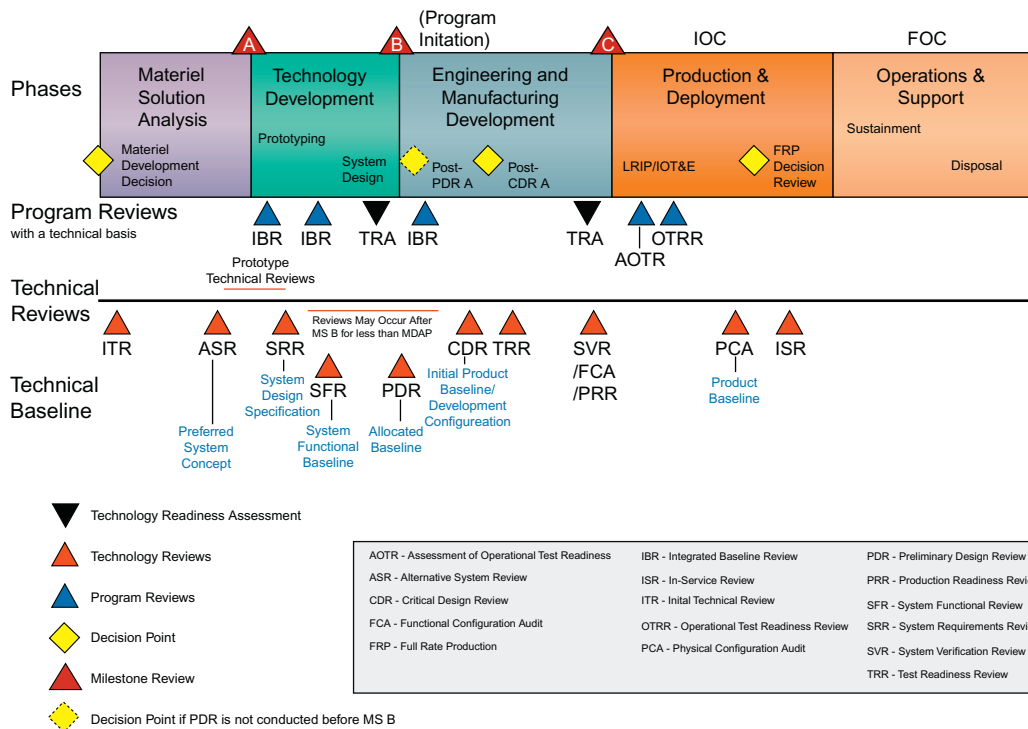 (Program
Initation)
A
B
C
IOC
FOC
Phases
Materiel
Solution
Analysis
Materiel
Development
Decision
Technology
Development
Prototyping
System
Design
Engineering and
Manufacturing
Development
Post-
PDR A
Post-
CDR A
Production &
Deployment
LRIP/IOT&E
FRP
Decision
Review
Operations &
Support
Sustainment
Disposal
Program Reviews
with a technical basis
IBR
IBR
TRA
IBR
TRA
AOTR
OTRR
Prototype
Technical Reviews
Technical
Reviews
Reviews May Occur After
MS B for less than MDAP
ITR
ASR
SRR
SFR
PDR
CDR
TRR
SVR
/FCA
/PRR
PCA
ISR
Technical
Baseline
Preferred
System
Concept
System
Design
Specification
System
Functional
Baseline
Allocated
Baseline
Initial Product
Baseline/
Development
Configureation
Product
Baseline
Technology Readiness Assessment
Technology Reviews
Program Reviews
Decision Point
Milestone Review
Decision Point if PDR is not conducted before MS B
AOTR - Assessment of Operational Test Readiness
ASR - Alternative System Review
CDR - Critical Design Review
FCA - Functional Configuration Audit
FRP - Full Rate Production
IBR - Integrated Baseline Review
ISR - In-Service Review
ITR - Inital Technical Review
OTRR - Operational Test Readiness Review
PCA - Physical Configuration Audit
PDR - Preliminary Design Review
PRR - Production Readiness Revie
SFR - System Functional Review
SRR - System Requirements Revie
SVR - System Verification Review
TRR - Test Readiness Review